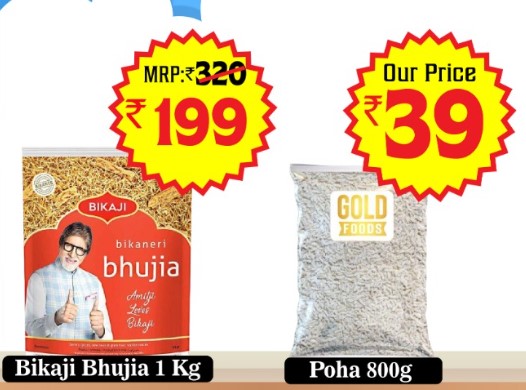 MRP:₹320
₹199
Our Price
₹39
BIKAJI
bikaneri
bhujia
Amitji
Loves
Bikaji
GOLD
FOODS
Bikaji Bhujia 1 Kg
Poha 800g